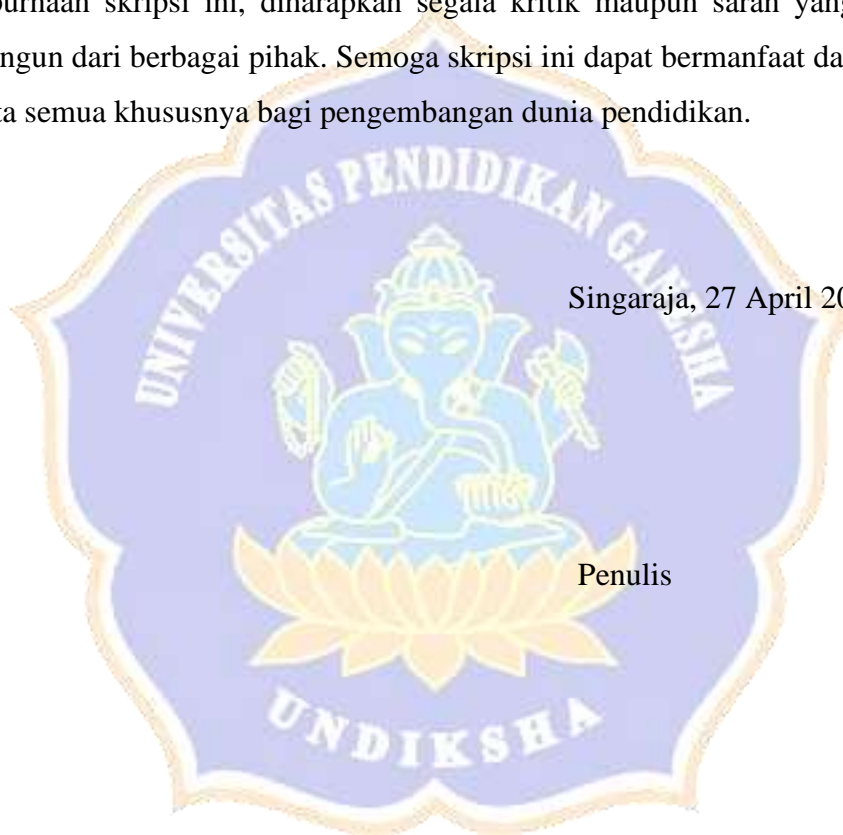 purnaan skripsi ini, diharapkan segala kritik maupun saran yang
ngun dari berbagai pihak. Semoga skripsi ini dapat bermanfaat da
ta semua khususnya bagi pengembangan dunia pendidikan.
UNIVERSITAS PENDIDIKAN GANESHA
Singaraja, 27 April 20
Penulis
UNDIKSHA